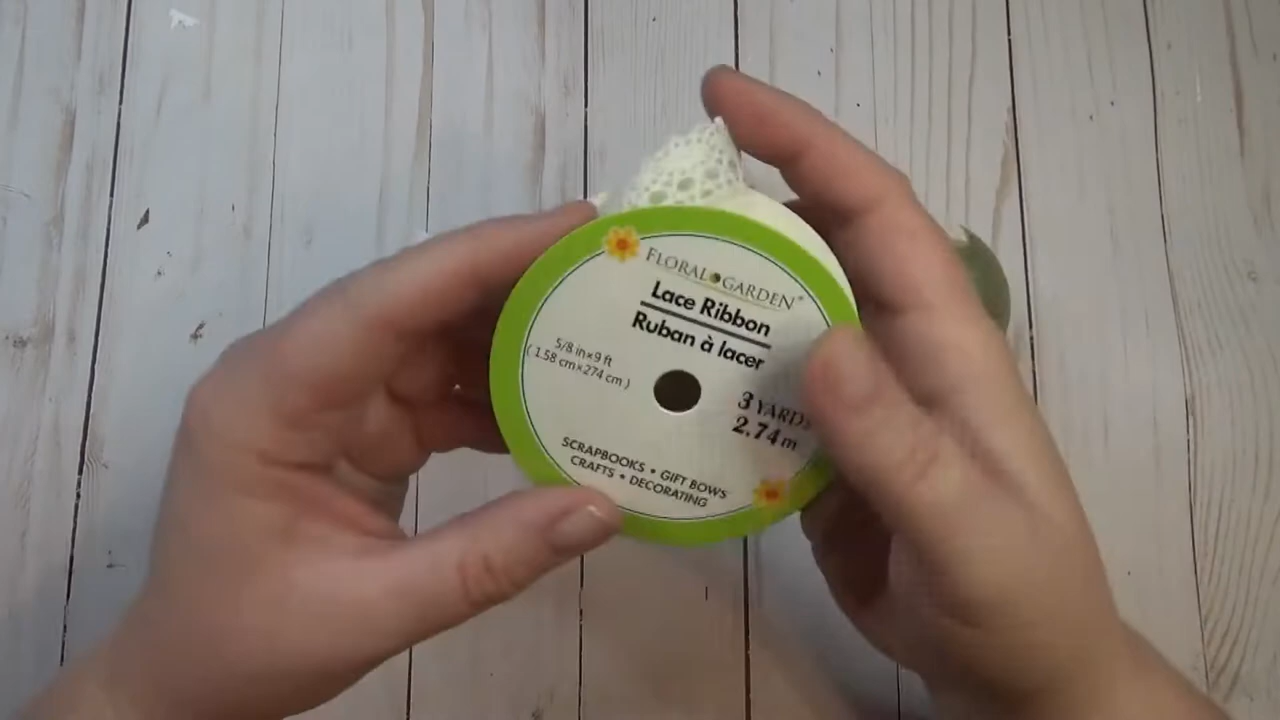 FLORAL GARDEN
Lace Ribbon
Ruban à lacer
5/8 in×9 ft
( 1.58 cm×274 cm )
3 YARDS
2.74 m
SCRAPBOOKS • GIFT BOWS
CRAFTS • DECORATING